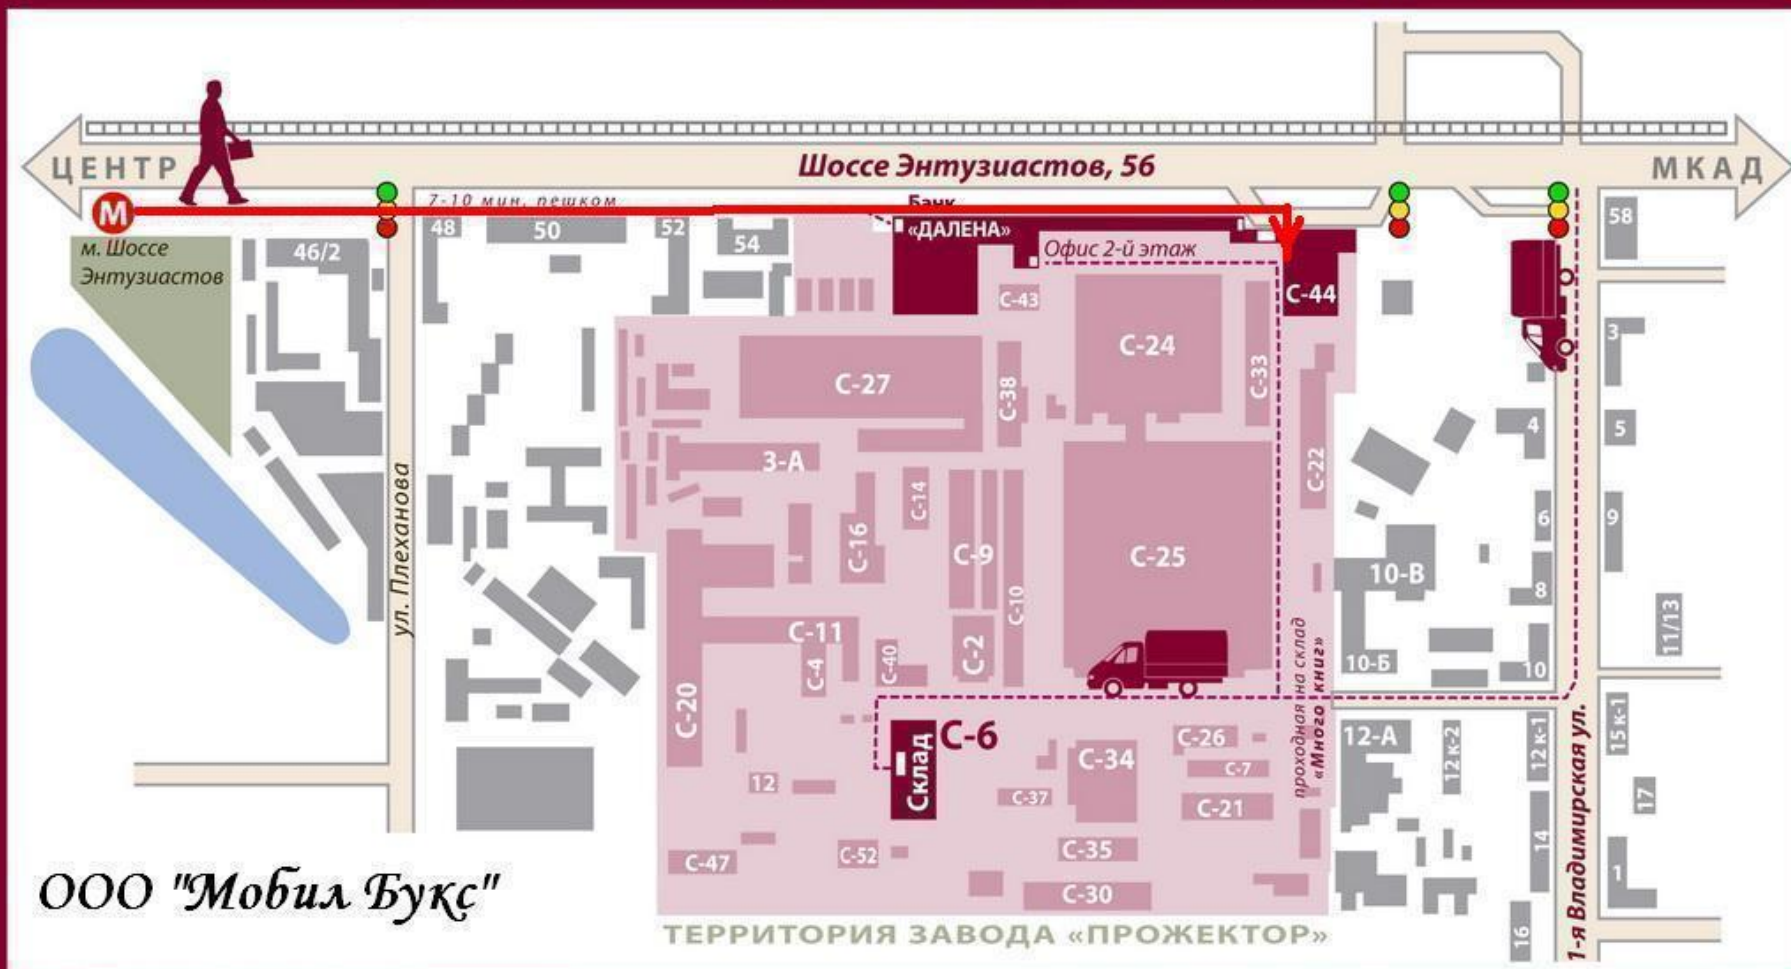 ЦЕНТР
Шоссе Энтузиастов, 56
МКАД
М
м. Шоссе
Энтузиастов
7-10 мин. пешком
Банк
«ДАЛЕНА»
Офис 2-й этаж
С-44
46/2
48
50
52
54
58
С-43
С-24
С-33
С-27
С-38
С-22
3
4
5
3-А
С-14
С-16
С-9
С-10
С-25
6
9
10-В
8
ул. Плеханова
С-11
С-4
С-40
С-2
10-Б
10
11/13
С-20
проходная на склад
«Много книг»
Склад
С-6
С-26
С-34
С-7
С-37
С-21
12
12-А
12 к-2
12 к-1
15 к-1
17
14
1
С-47
С-52
С-35
С-30
16
1-я Владимирская ул.
ООО "Мобил Букс"
ТЕРРИТОРИЯ ЗАВОДА «ПРОЖЕКТОР»